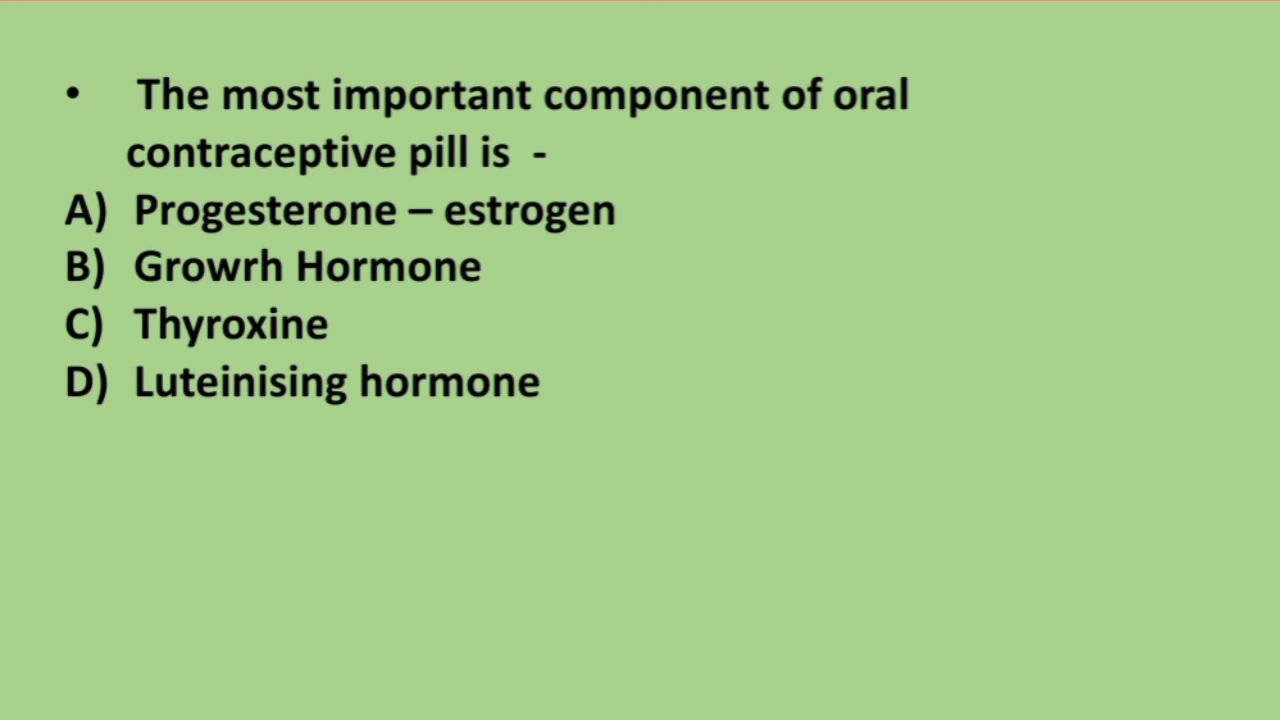 • The most important component of oral
contraceptive pill is -
A) Progesterone – estrogen
B) Growrh Hormone
C) Thyroxine
D) Luteinising hormone